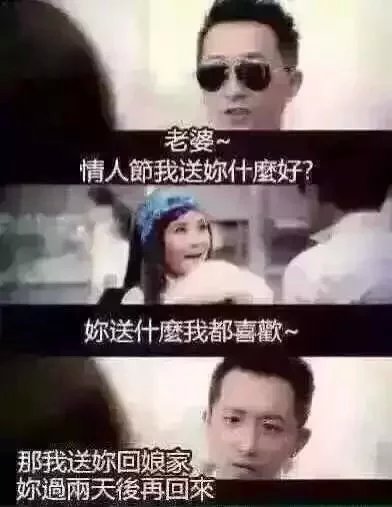 老婆~
情人節我送妳什麼好?
妳送什麼我都喜歡~
那我送妳回娘家
妳過兩天後再回來